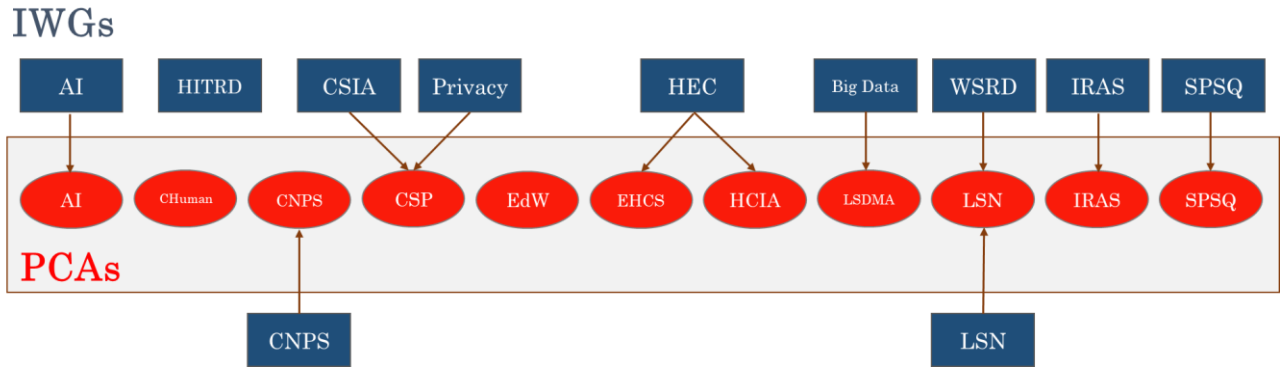 IWGs
AI
HITRD
CSIA
Privacy
HEC
Big Data
WSRD
IRAS
SPSQ
AI
CHuman
CNPS
CSP
EdW
EHCS
HCIA
LSDMA
LSN
IRAS
SPSQ
PCAs
CNPS
LSN